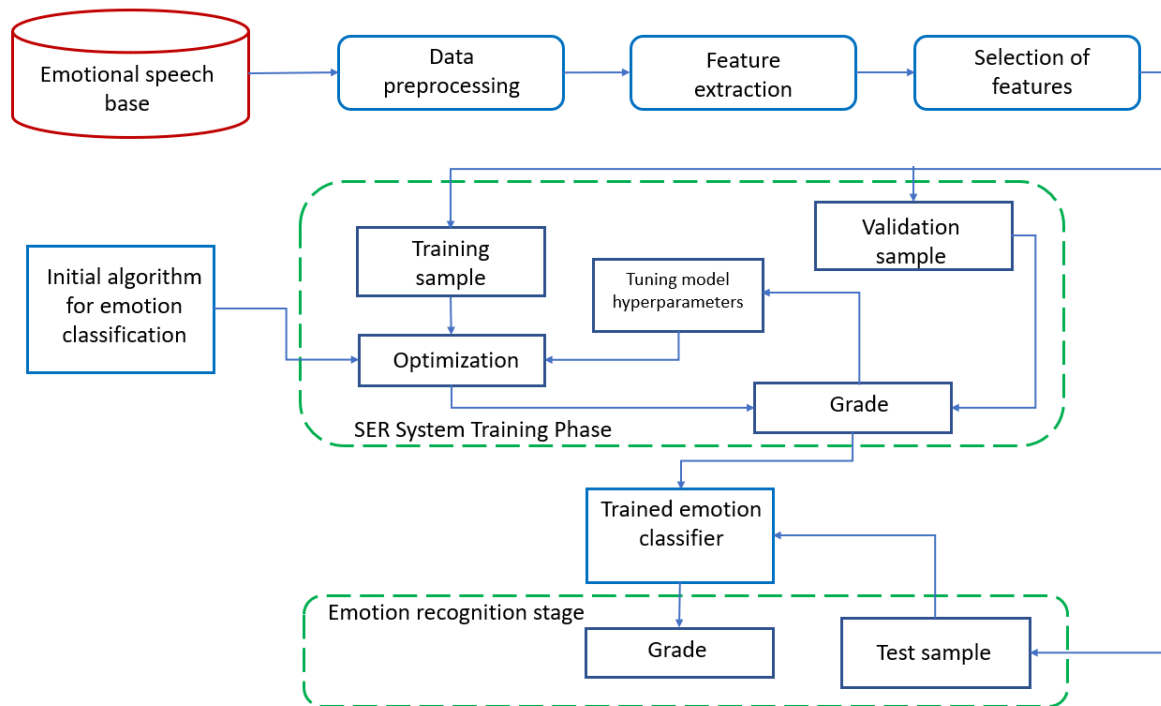 Emotional speech
base
Data
preprocessing
Feature
extraction
Selection of
features
Training
sample
Validation
sample
Initial algorithm
for emotion
classification
Tuning model
hyperparameters
Optimization
Grade
SER System Training Phase
Trained emotion
classifier
Emotion recognition stage
Grade
Test sample